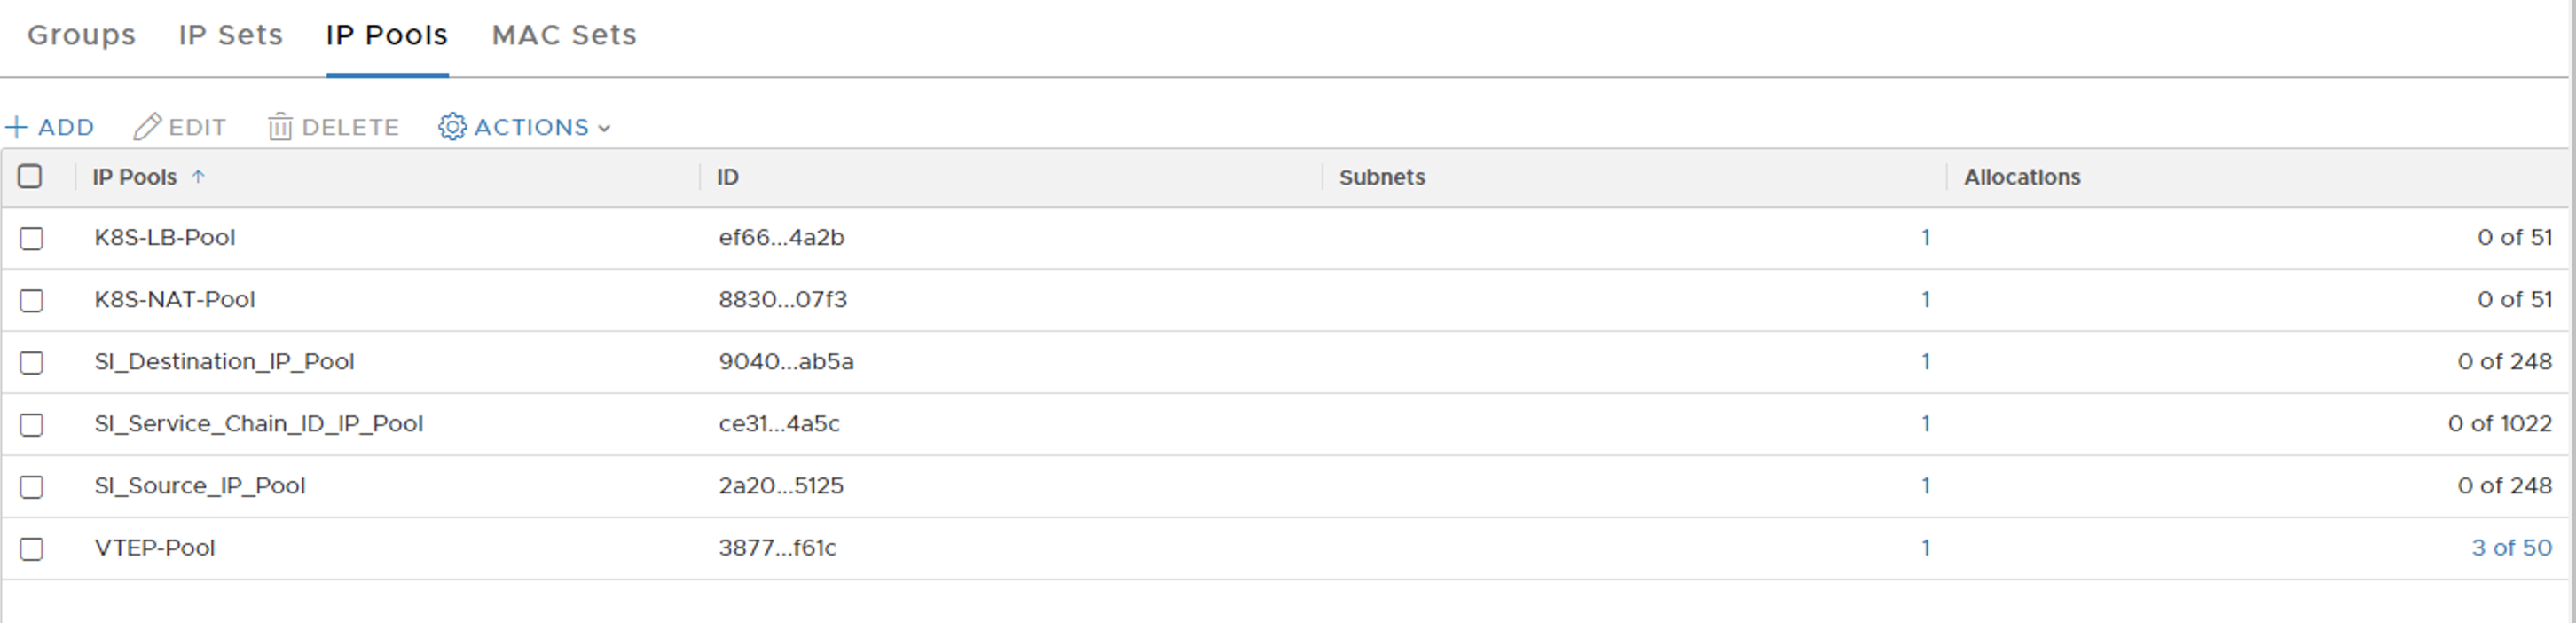 Groups IP Sets IP Pools MAC Sets
+ ADD EDIT DELETE ACTIONS
IP Pools ↑ ID Subnets Allocations
K8S-LB-Pool ef66...4a2b 1 0 of 51
K8S-NAT-Pool 8830...07f3 1 0 of 51
SI_Destination_IP_Pool 9040...ab5a 1 0 of 248
SI_Service_Chain_ID_IP_Pool ce31...4a5c 1 0 of 1022
SI_Source_IP_Pool 2a20...5125 1 0 of 248
VTEP-Pool 3877...f61c 1 3 of 50